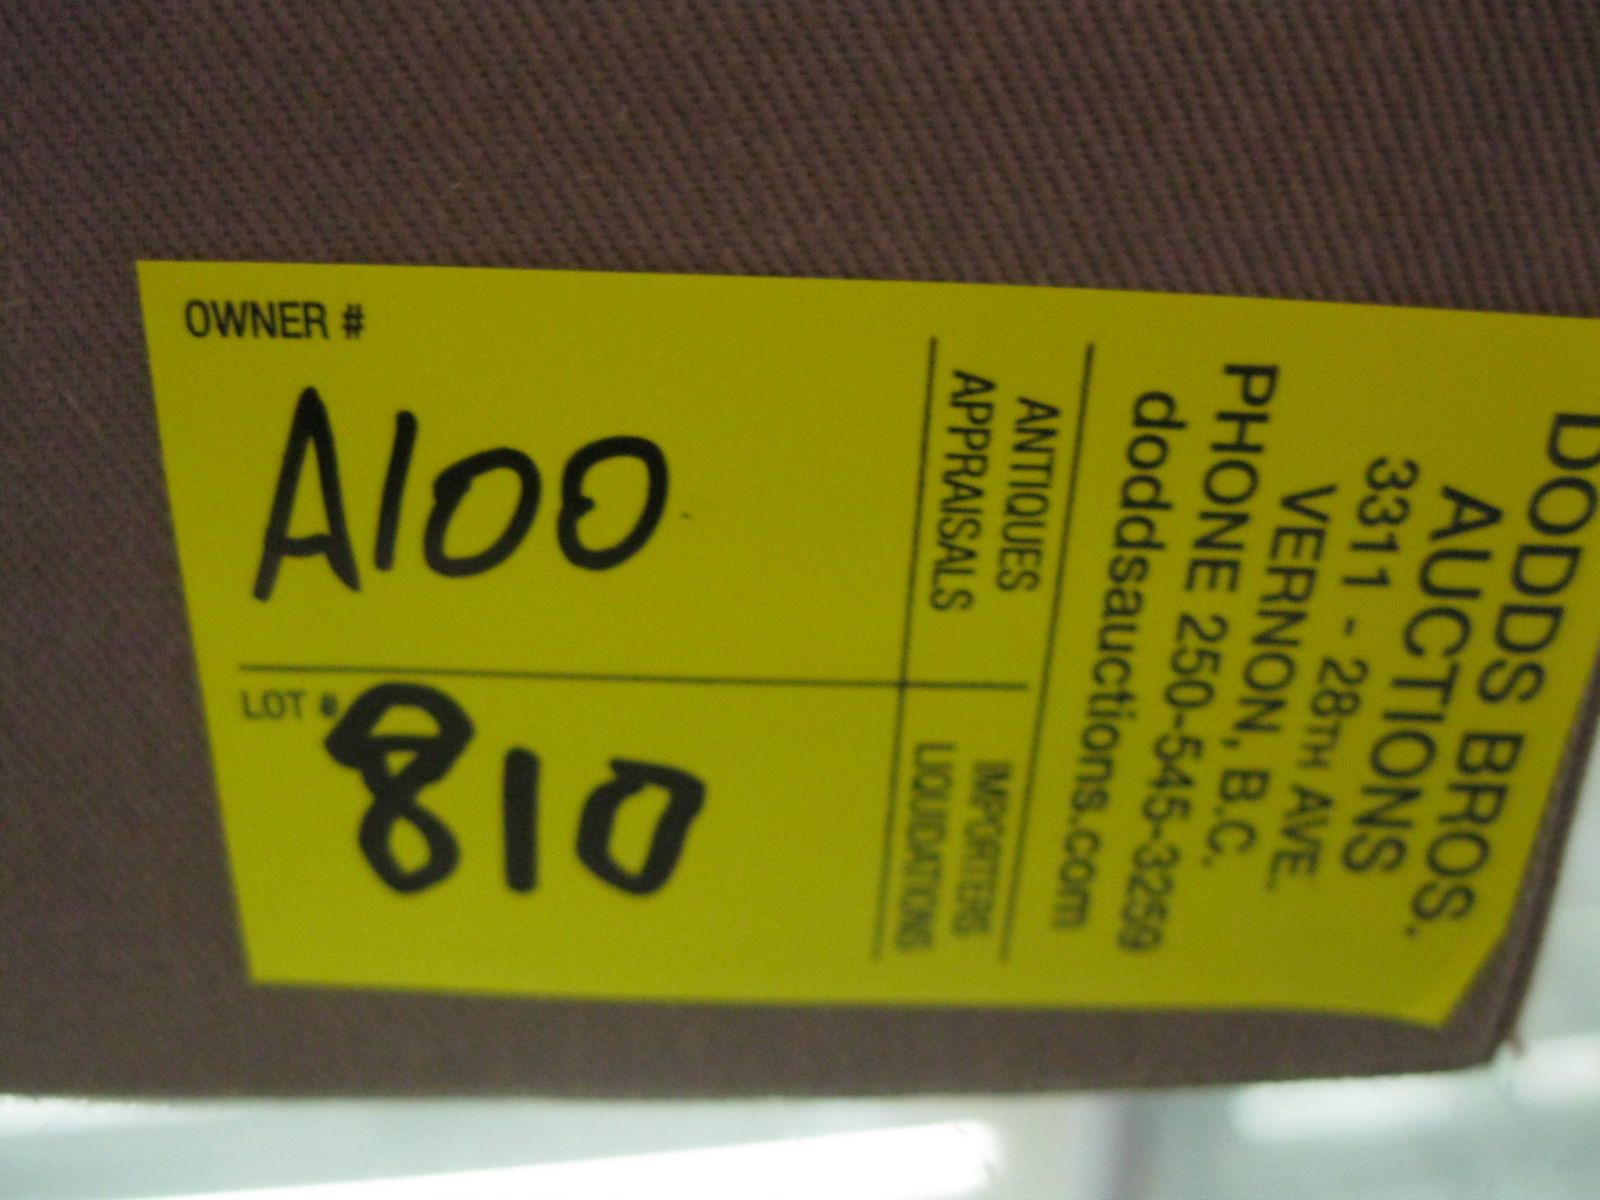 OWNER #
A100
LOT #
810
ANTIQUES
APPRAISALS
IMPORTERS
LIQUIDATIONS
DODDS BROS.
AUCTIONS
3311 - 28TH AVE.
VERNON, B.C.
PHONE 250-545-3259
doddsauctions.com